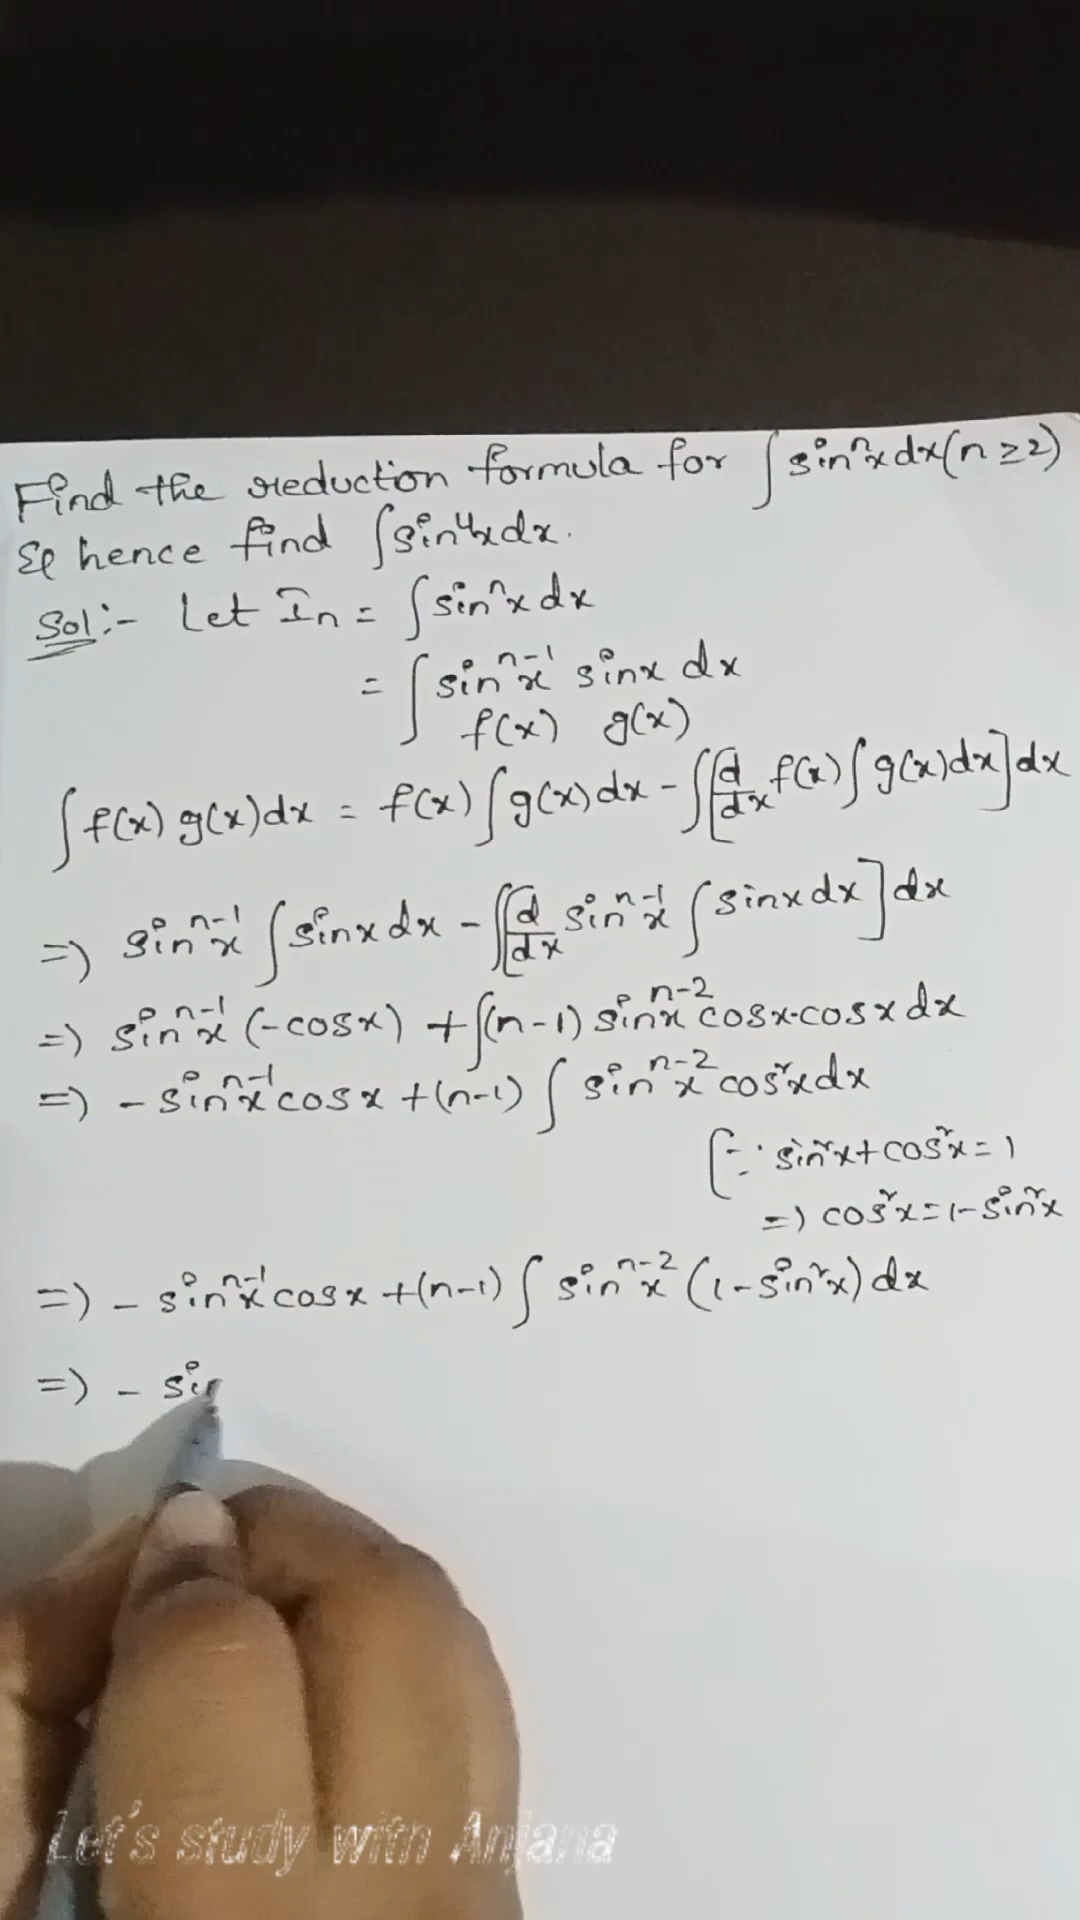 Find the reduction formula for ∫ sinⁿx dx (n ≥ 2)
& hence find ∫ sin⁴x dx.
Sol:- Let Iₙ = ∫ sinⁿx dx
= ∫ sinⁿ⁻¹x sinx dx
f(x) g(x)
∫ f(x) g(x) dx = f(x) ∫ g(x) dx - ∫[d/dx f(x) ∫ g(x) dx] dx
=> sinⁿ⁻¹x ∫ sinx dx - ∫[d/dx sinⁿ⁻¹x ∫ sinx dx] dx
=> sinⁿ⁻¹x (-cosx) + ∫(n-1) sinⁿ⁻²x cosx·cosx dx
=> - sinⁿ⁻¹x cosx + (n-1) ∫ sinⁿ⁻²x cos²x dx
[∵ sin²x + cos²x = 1
=> cos²x = 1 - sin²x
=> - sinⁿ⁻¹x cosx + (n-1) ∫ sinⁿ⁻²x (1 - sin²x) dx
=> - sin
Let's study with Anjana